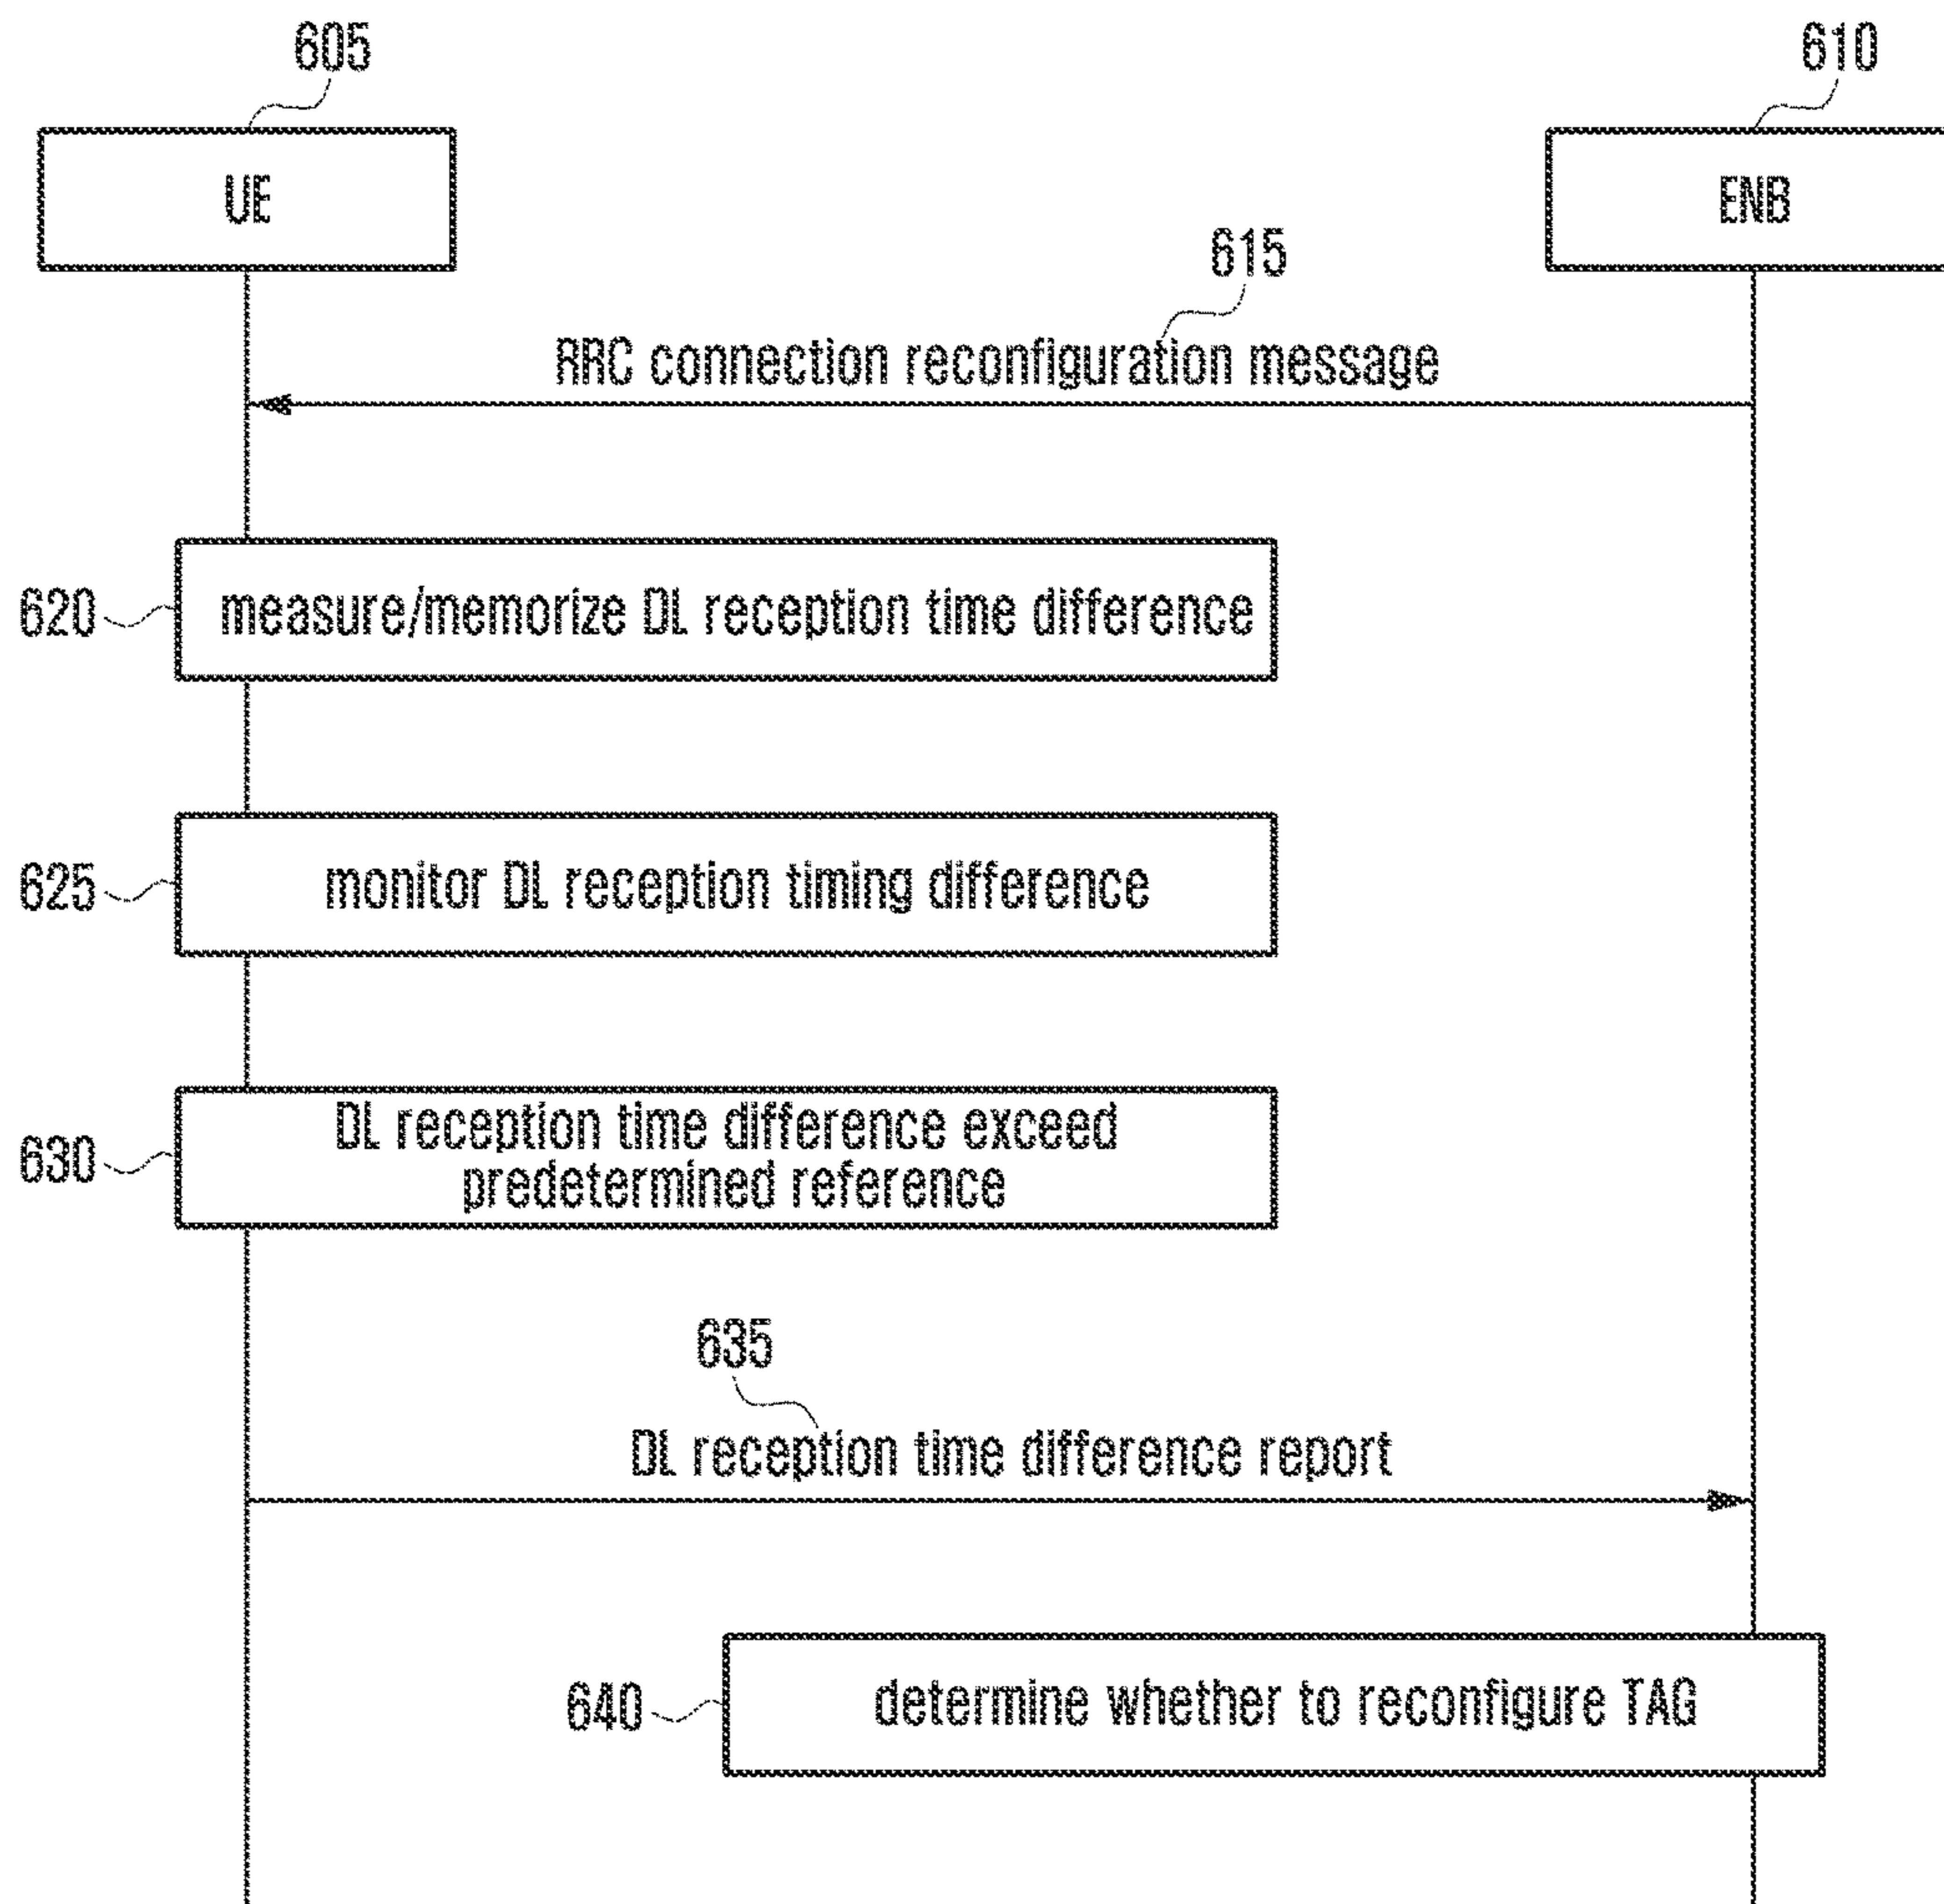 605
610
UE
ENB
615
RRC connection reconfiguration message
620
measure/memorize DL reception time difference
625
monitor DL reception timing difference
630
DL reception time difference exceed
predetermined reference
635
DL reception time difference report
640
determine whether to reconfigure TAG